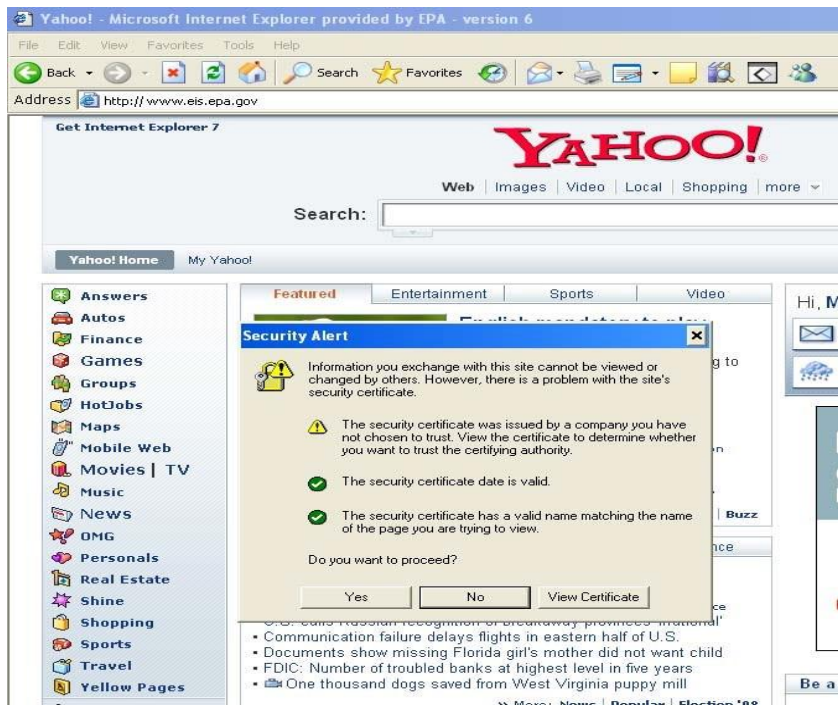 Yahoo! - Microsoft Internet Explorer provided by EPA - version 6
File Edit View Favorites Tools Help
Back Search Favorites
Address http://www.eis.epa.gov
Get Internet Explorer 7
YAHOO!
Web | Images | Video | Local | Shopping | more
Search:
Yahoo! Home My Yahoo!
Answers
Autos
Finance
Games
Groups
HotJobs
Maps
Mobile Web
Movies | TV
Music
News
OMG
Personals
Real Estate
Shine
Shopping
Sports
Travel
Yellow Pages
Featured Entertainment Sports Video
Hi, M
g to
Security Alert
Information you exchange with this site cannot be viewed or
changed by others. However, there is a problem with the site's
security certificate.
The security certificate was issued by a company you have
not chosen to trust. View the certificate to determine whether
you want to trust the certifying authority.
The security certificate date is valid.
The security certificate has a valid name matching the name
of the page you are trying to view.
Do you want to proceed?
Yes No View Certificate
| Buzz
nce
• Communication failure delays flights in eastern half of U.S.
• Documents show missing Florida girl's mother did not want child
• FDIC: Number of troubled banks at highest level in five years
• One thousand dogs saved from West Virginia puppy mill
» More: News | Popular | Election '08
Be a